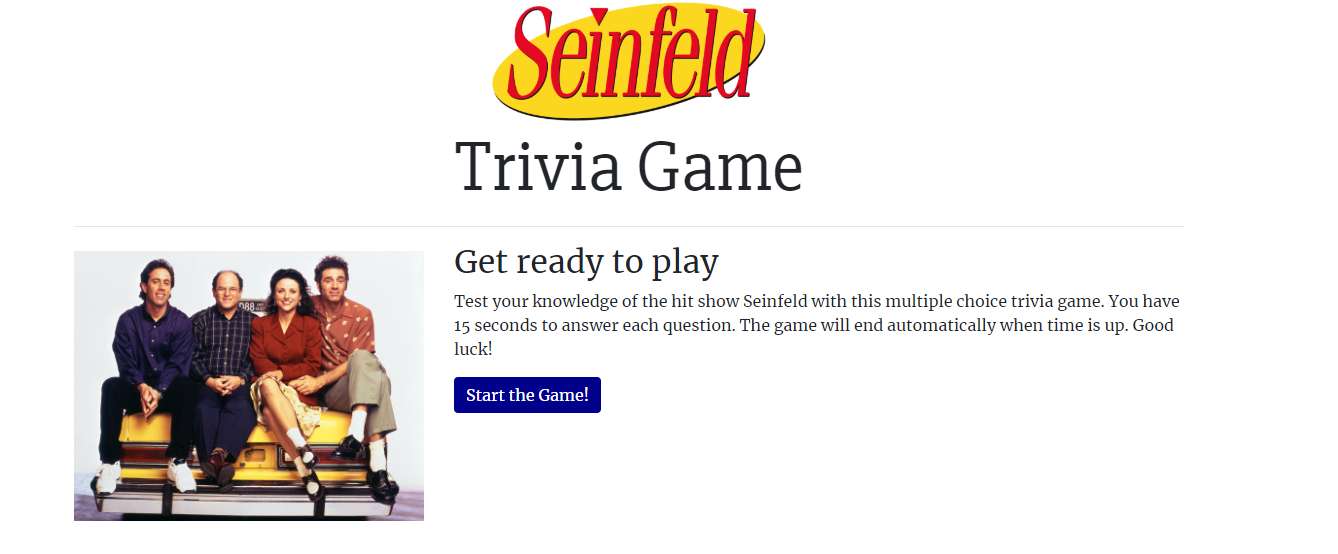 Seinfeld
Trivia Game
Get ready to play
Test your knowledge of the hit show Seinfeld with this multiple choice trivia game. You have
15 seconds to answer each question. The game will end automatically when time is up. Good
luck!
Start the Game!